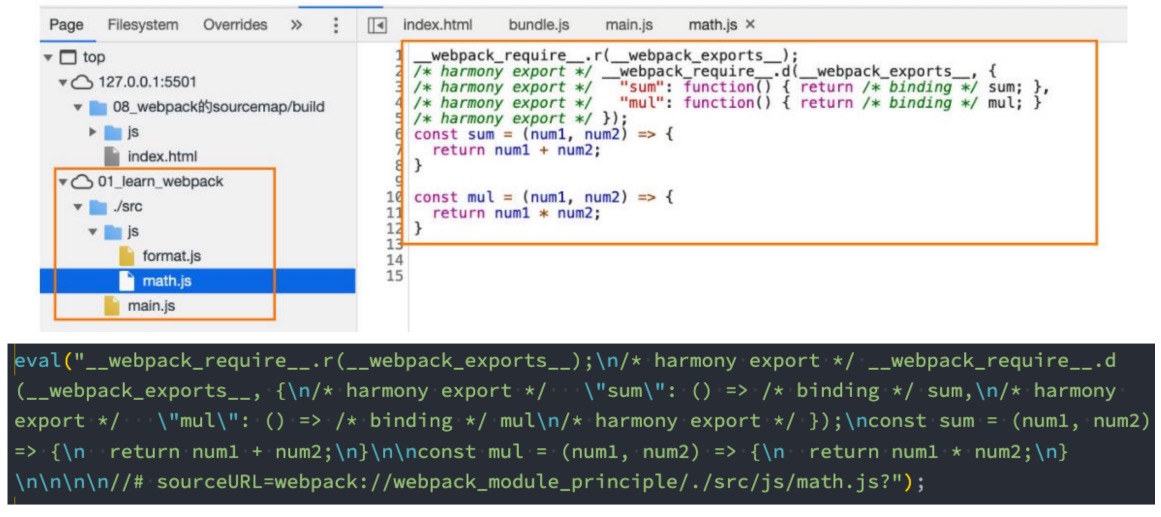 Page Filesystem Overrides »
index.html bundle.js main.js math.js ×
top
127.0.0.1:5501
08_webpack的sourcemap/build
js
index.html
01_learn_webpack
./src
js
format.js
math.js
main.js
1 __webpack_require__.r(__webpack_exports__);
2 /* harmony export */ __webpack_require__.d(__webpack_exports__, {
3 /* harmony export */   "sum": function() { return /* binding */ sum; },
4 /* harmony export */   "mul": function() { return /* binding */ mul; }
5 /* harmony export */ });
6 const sum = (num1, num2) => {
7   return num1 + num2;
8 }
9
10 const mul = (num1, num2) => {
11   return num1 * num2;
12 }
13
14
15
eval("__webpack_require__.r(__webpack_exports__);\n/* harmony export */ __webpack_require__.d
(__webpack_exports__, {\n/* harmony export */   \"sum\": () => /* binding */ sum,\n/* harmony
export */   \"mul\": () => /* binding */ mul\n/* harmony export */ });\nconst sum = (num1, num2)
=> {\n  return num1 + num2;\n}\n\nconst mul = (num1, num2) => {\n  return num1 * num2;\n}
\n\n\n\n//# sourceURL=webpack://webpack_module_principle/./src/js/math.js?");